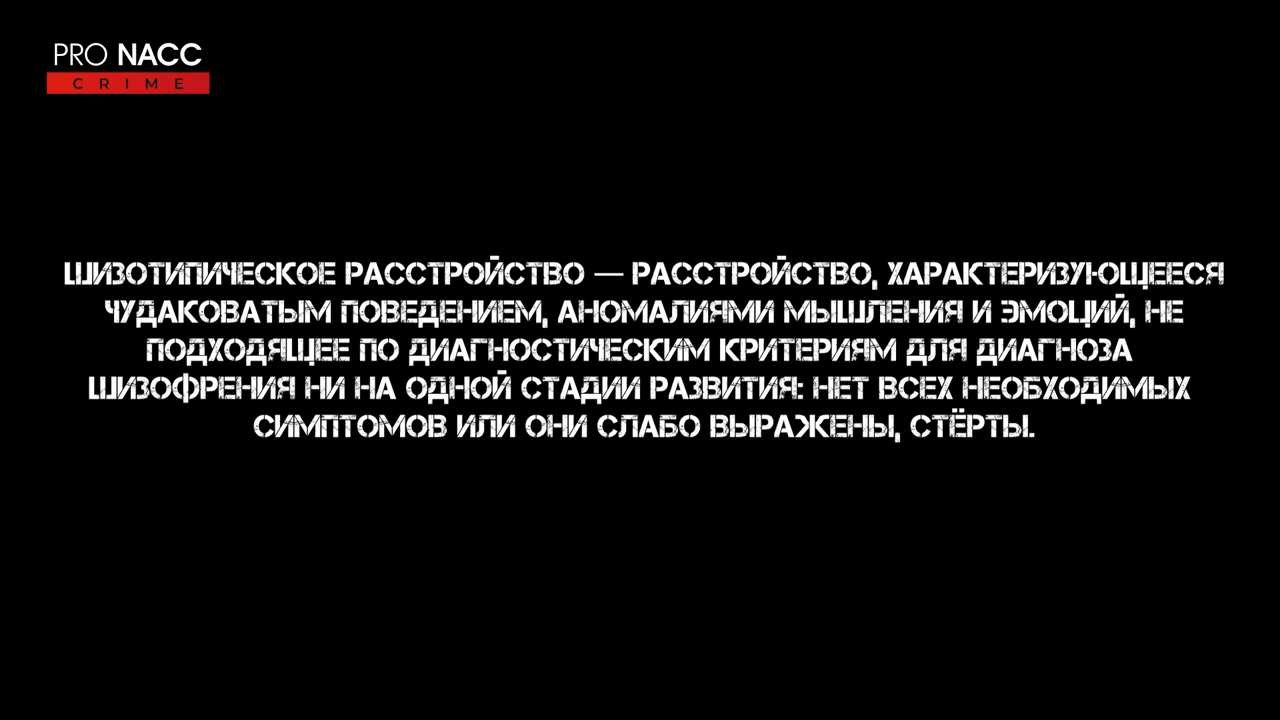 PRO NACC
CRIME
ШИЗОТИПИЧЕСКОЕ РАССТРОЙСТВО — РАССТРОЙСТВО, ХАРАКТЕРИЗУЮЩЕЕСЯ
ЧУДАКОВАТЫМ ПОВЕДЕНИЕМ, АНОМАЛИЯМИ МЫШЛЕНИЯ И ЭМОЦИЙ, НЕ
ПОДХОДЯЩЕЕ ПО ДИАГНОСТИЧЕСКИМ КРИТЕРИЯМ ДЛЯ ДИАГНОЗА
ШИЗОФРЕНИЯ НИ НА ОДНОЙ СТАДИИ РАЗВИТИЯ: НЕТ ВСЕХ НЕОБХОДИМЫХ
СИМПТОМОВ ИЛИ ОНИ СЛАБО ВЫРАЖЕНЫ, СТЁРТЫ.